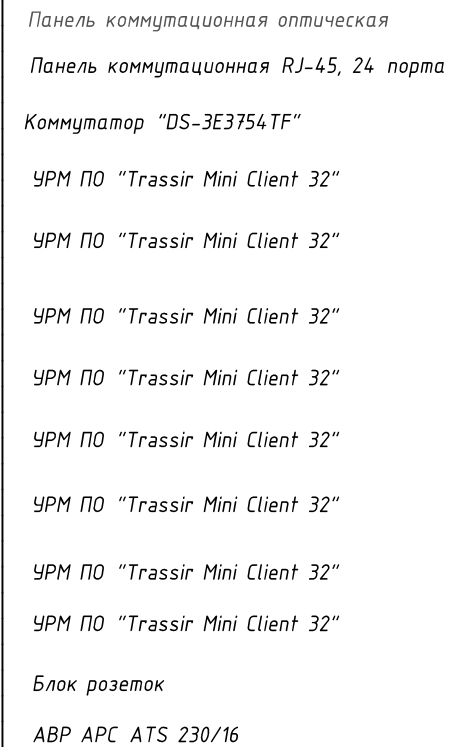 Панель коммутационная оптическая
Панель коммутационная RJ-45, 24 порта
Коммутатор "DS-3E3754TF"
УРМ ПО "Trassir Mini Client 32"
УРМ ПО "Trassir Mini Client 32"
УРМ ПО "Trassir Mini Client 32"
УРМ ПО "Trassir Mini Client 32"
УРМ ПО "Trassir Mini Client 32"
УРМ ПО "Trassir Mini Client 32"
УРМ ПО "Trassir Mini Client 32"
УРМ ПО "Trassir Mini Client 32"
Блок розеток
АВР APC ATS 230/16